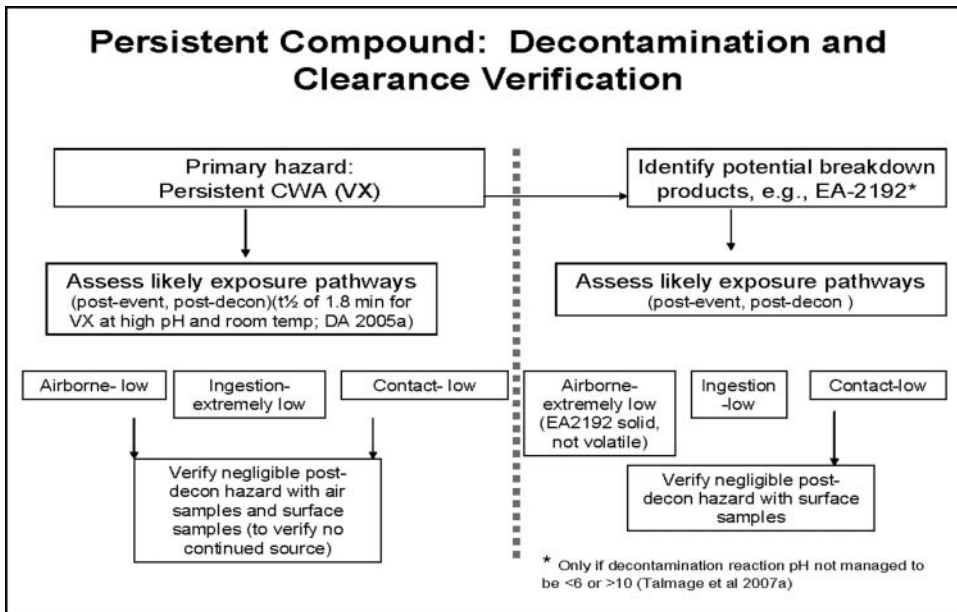 Persistent Compound: Decontamination and
Clearance Verification
Primary hazard:
Persistent CWA (VX)
Identify potential breakdown
products, e.g., EA-2192*
Assess likely exposure pathways
(post-event, post-decon)(t½ of 1.8 min for
VX at high pH and room temp; DA 2005a)
Assess likely exposure pathways
(post-event, post-decon )
Airborne- low
Ingestion-
extremely low
Contact- low
Airborne-
extremely low
(EA2192 solid,
not volatile)
Ingestion
-low
Contact-low
Verify negligible post-
decon hazard with air
samples and surface
samples (to verify no
continued source)
Verify negligible post-
decon hazard with surface
samples
* Only if decontamination reaction pH not managed to
be <6 or >10 (Talmage et al 2007a)